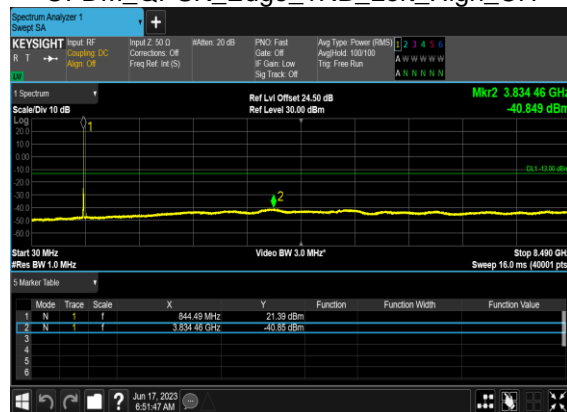 Spectrum Analyzer 1
Swept SA
+
KEYSIGHT
R T
LW
Input: RF
Coupling: DC
Align: Off
Input Z: 50 Ω
Corrections: Off
Freq Ref: Int (S)
#Atten: 20 dB
PNO: Fast
Gate: Off
IF Gain: Low
Sig Track: Off
Avg Type: Power (RMS)
Avg|Hold: 100/100
Trig: Free Run
1 2 3 4 5 6
A W W W W W
A N N N N N
1 Spectrum
Scale/Div 10 dB
Ref Lvl Offset 24.50 dB
Ref Level 30.00 dBm
Mkr2 3.834 46 GHz
-40.849 dBm
Log
20.0
10.0
0.00
-10.0
-20.0
-30.0
-40.0
-50.0
-60.0
1
2
DL1 -13.00 dBm
Start 30 MHz
#Res BW 1.0 MHz
Video BW 3.0 MHz*
Stop 8.490 GHz
Sweep 16.0 ms (40001 pts
5 Marker Table
Mode Trace Scale X Y Function Function Width Function Value
1 N 1 f 844.49 MHz 21.39 dBm
2 N 1 f 3.834 46 GHz -40.85 dBm
3
4
5
6
?
Jun 17, 2023
6:51:47 AM